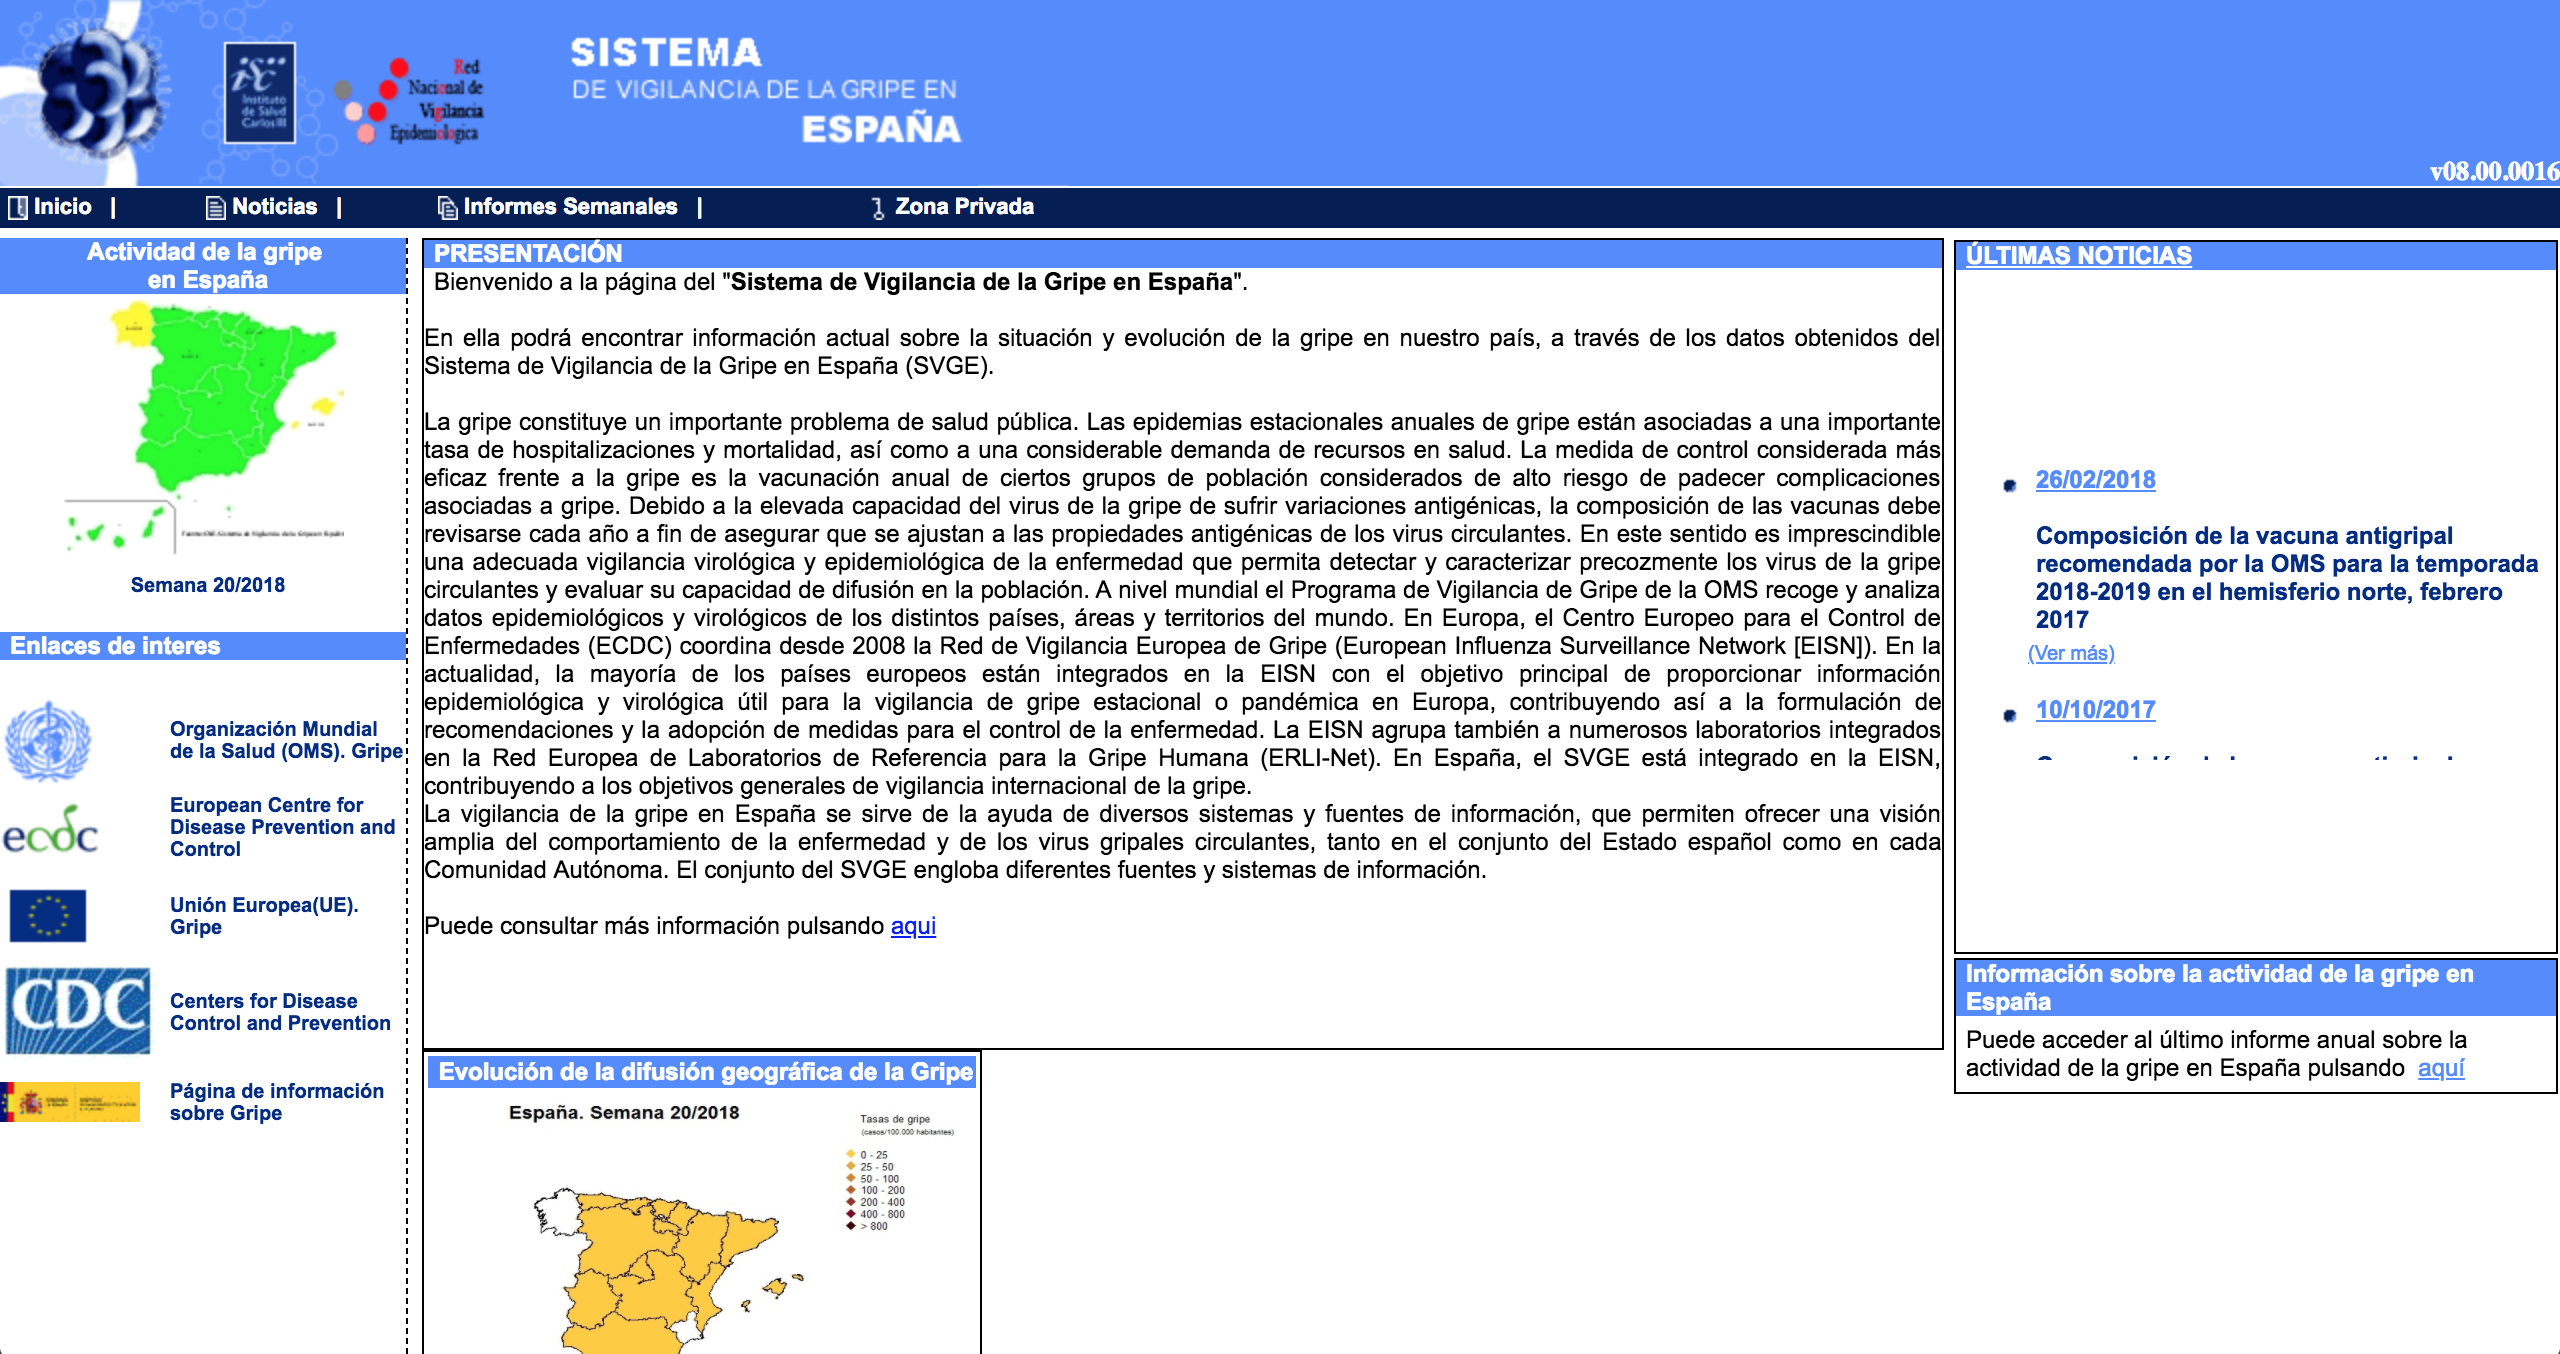 Instituto
de Salud
Carlos III
Red
Nacional de
Vigilancia
Epidemiologica
SISTEMA
DE VIGILANCIA DE LA GRIPE EN
ESPAÑA
v08.00.0016
Inicio |
Noticias |
Informes Semanales |
Zona Privada
Actividad de la gripe
en España
Semana 20/2018
Enlaces de interes
Organización Mundial
de la Salud (OMS). Gripe
ecdc
European Centre for
Disease Prevention and
Control
Unión Europea(UE).
Gripe
CDC
Centers for Disease
Control and Prevention
Página de información
sobre Gripe
PRESENTACIÓN
Bienvenido a la página del "Sistema de Vigilancia de la Gripe en España".
En ella podrá encontrar información actual sobre la situación y evolución de la gripe en nuestro país, a través de los datos obtenidos del
Sistema de Vigilancia de la Gripe en España (SVGE).
La gripe constituye un importante problema de salud pública. Las epidemias estacionales anuales de gripe están asociadas a una importante
tasa de hospitalizaciones y mortalidad, así como a una considerable demanda de recursos en salud. La medida de control considerada más
eficaz frente a la gripe es la vacunación anual de ciertos grupos de población considerados de alto riesgo de padecer complicaciones
asociadas a gripe. Debido a la elevada capacidad del virus de la gripe de sufrir variaciones antigénicas, la composición de las vacunas debe
revisarse cada año a fin de asegurar que se ajustan a las propiedades antigénicas de los virus circulantes. En este sentido es imprescindible
una adecuada vigilancia virológica y epidemiológica de la enfermedad que permita detectar y caracterizar precozmente los virus de la gripe
circulantes y evaluar su capacidad de difusión en la población. A nivel mundial el Programa de Vigilancia de Gripe de la OMS recoge y analiza
datos epidemiológicos y virológicos de los distintos países, áreas y territorios del mundo. En Europa, el Centro Europeo para el Control de
Enfermedades (ECDC) coordina desde 2008 la Red de Vigilancia Europea de Gripe (European Influenza Surveillance Network [EISN]). En la
actualidad, la mayoría de los países europeos están integrados en la EISN con el objetivo principal de proporcionar información
epidemiológica y virológica útil para la vigilancia de gripe estacional o pandémica en Europa, contribuyendo así a la formulación de
recomendaciones y la adopción de medidas para el control de la enfermedad. La EISN agrupa también a numerosos laboratorios integrados
en la Red Europea de Laboratorios de Referencia para la Gripe Humana (ERLI-Net). En España, el SVGE está integrado en la EISN,
contribuyendo a los objetivos generales de vigilancia internacional de la gripe.
La vigilancia de la gripe en España se sirve de la ayuda de diversos sistemas y fuentes de información, que permiten ofrecer una visión
amplia del comportamiento de la enfermedad y de los virus gripales circulantes, tanto en el conjunto del Estado español como en cada
Comunidad Autónoma. El conjunto del SVGE engloba diferentes fuentes y sistemas de información.
Puede consultar más información pulsando aqui
Evolución de la difusión geográfica de la Gripe
España. Semana 20/2018
Tasas de gripe
(casos/100.000 habitantes)
0 - 25
25 - 50
50 - 100
100 - 200
200 - 400
400 - 800
> 800
ÚLTIMAS NOTICIAS
26/02/2018
Composición de la vacuna antigripal
recomendada por la OMS para la temporada
2018-2019 en el hemisferio norte, febrero
2017
(Ver más)
10/10/2017
Información sobre la actividad de la gripe en
España
Puede acceder al último informe anual sobre la
actividad de la gripe en España pulsando aquí